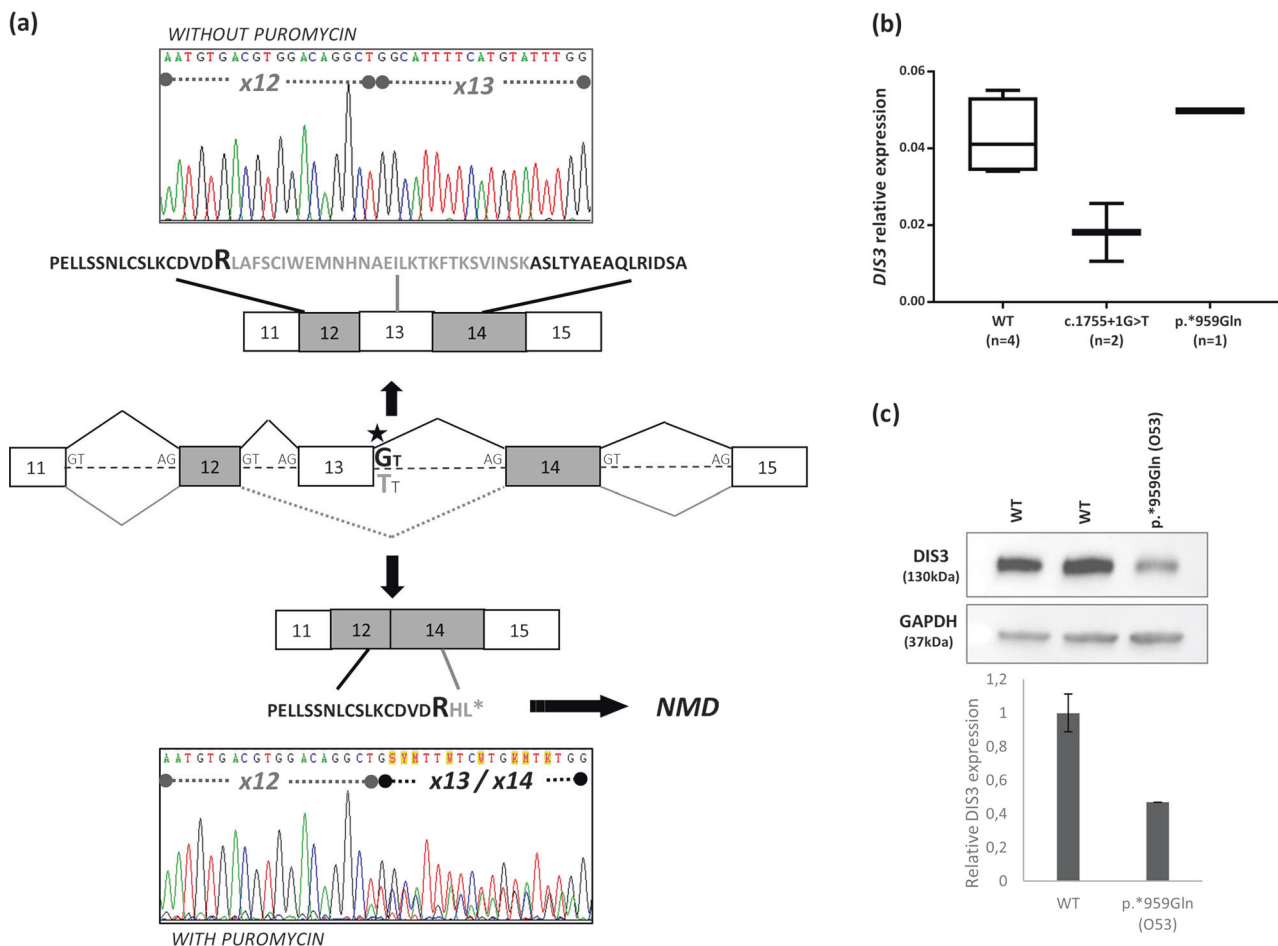 (a)
WITHOUT PUROMYCIN
AATGTGACGTGGACAGGCTGGCATTTTCATGTATTTGG
x12 x13
PELLSSNLCSLKCDVDRLAFSCIWEMNHNAEILKTKFTKSVINSKASLTYAEAQLRIDSA
11 12 13 14 15
★
11 GT AG 12 GT AG 13 GT AG 14 GT AG 15
TT
11 12 14 15
PELLSSNLCSLKCDVDRHL* NMD
AATGTGACGTGGACAGGCTGSYMTTWTCWTGKMTKTGG
x12 x13 / x14
WITH PUROMYCIN
(b)
DIS3 relative expression
0.06
0.04
0.02
0.00
WT c.1755+1G>T p.*959Gln
(n=4) (n=2) (n=1)
(c)
WT WT p.*959Gln (O53)
DIS3
(130kDa)
GAPDH
(37kDa)
Relative DIS3 expression
1,2
1
0,8
0,6
0,4
0,2
0
WT p.*959Gln
(O53)